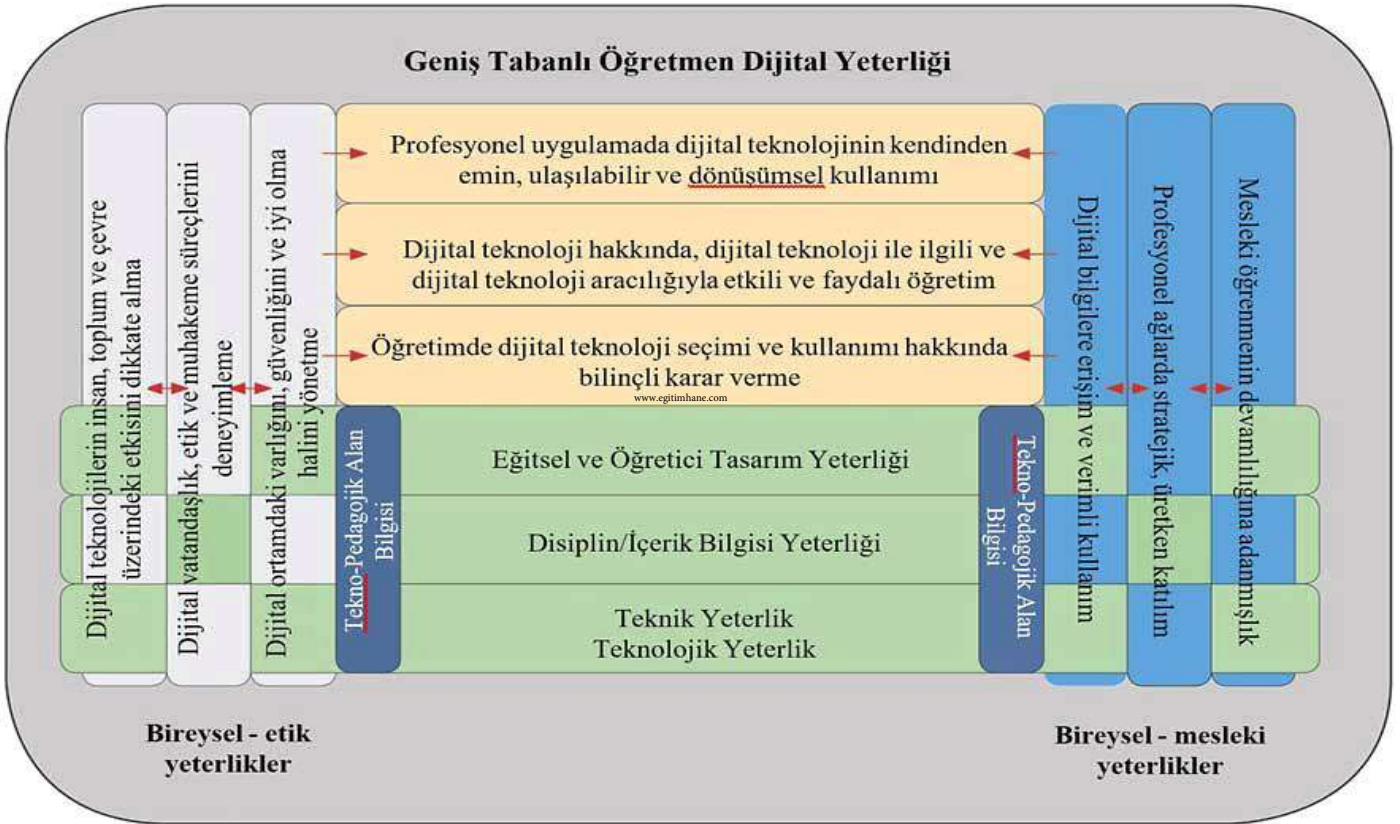 Geniş Tabanlı Öğretmen Dijital Yeterliği
Dijital teknolojilerin insan, toplum ve çevre
üzerindeki etkisini dikkate alma
Dijital vatandaşlık, etik ve muhakeme süreçlerini
deneyimleme
Dijital ortamdaki varlığını, güvenliğini ve iyi olma
halini yönetme
Profesyonel uygulamada dijital teknolojinin kendinden
emin, ulaşılabilir ve dönüşümsel kullanımı
Dijital teknoloji hakkında, dijital teknoloji ile ilgili ve
dijital teknoloji aracılığıyla etkili ve faydalı öğretim
Öğretimde dijital teknoloji seçimi ve kullanımı hakkında
bilinçli karar verme
www.egitimhane.com
Tekno-Pedagojik Alan
Bilgisi
Eğitsel ve Öğretici Tasarım Yeterliği
Disiplin/İçerik Bilgisi Yeterliği
Teknik Yeterlik
Teknolojik Yeterlik
Tekno-Pedagojik Alan
Bilgisi
Dijital bilgilere erişim ve verimli kullanım
Profesyonel ağlarda stratejik, üretken katılım
Mesleki öğrenmenin devamlılığına adanmışlık
Bireysel - etik
yeterlikler
Bireysel - mesleki
yeterlikler